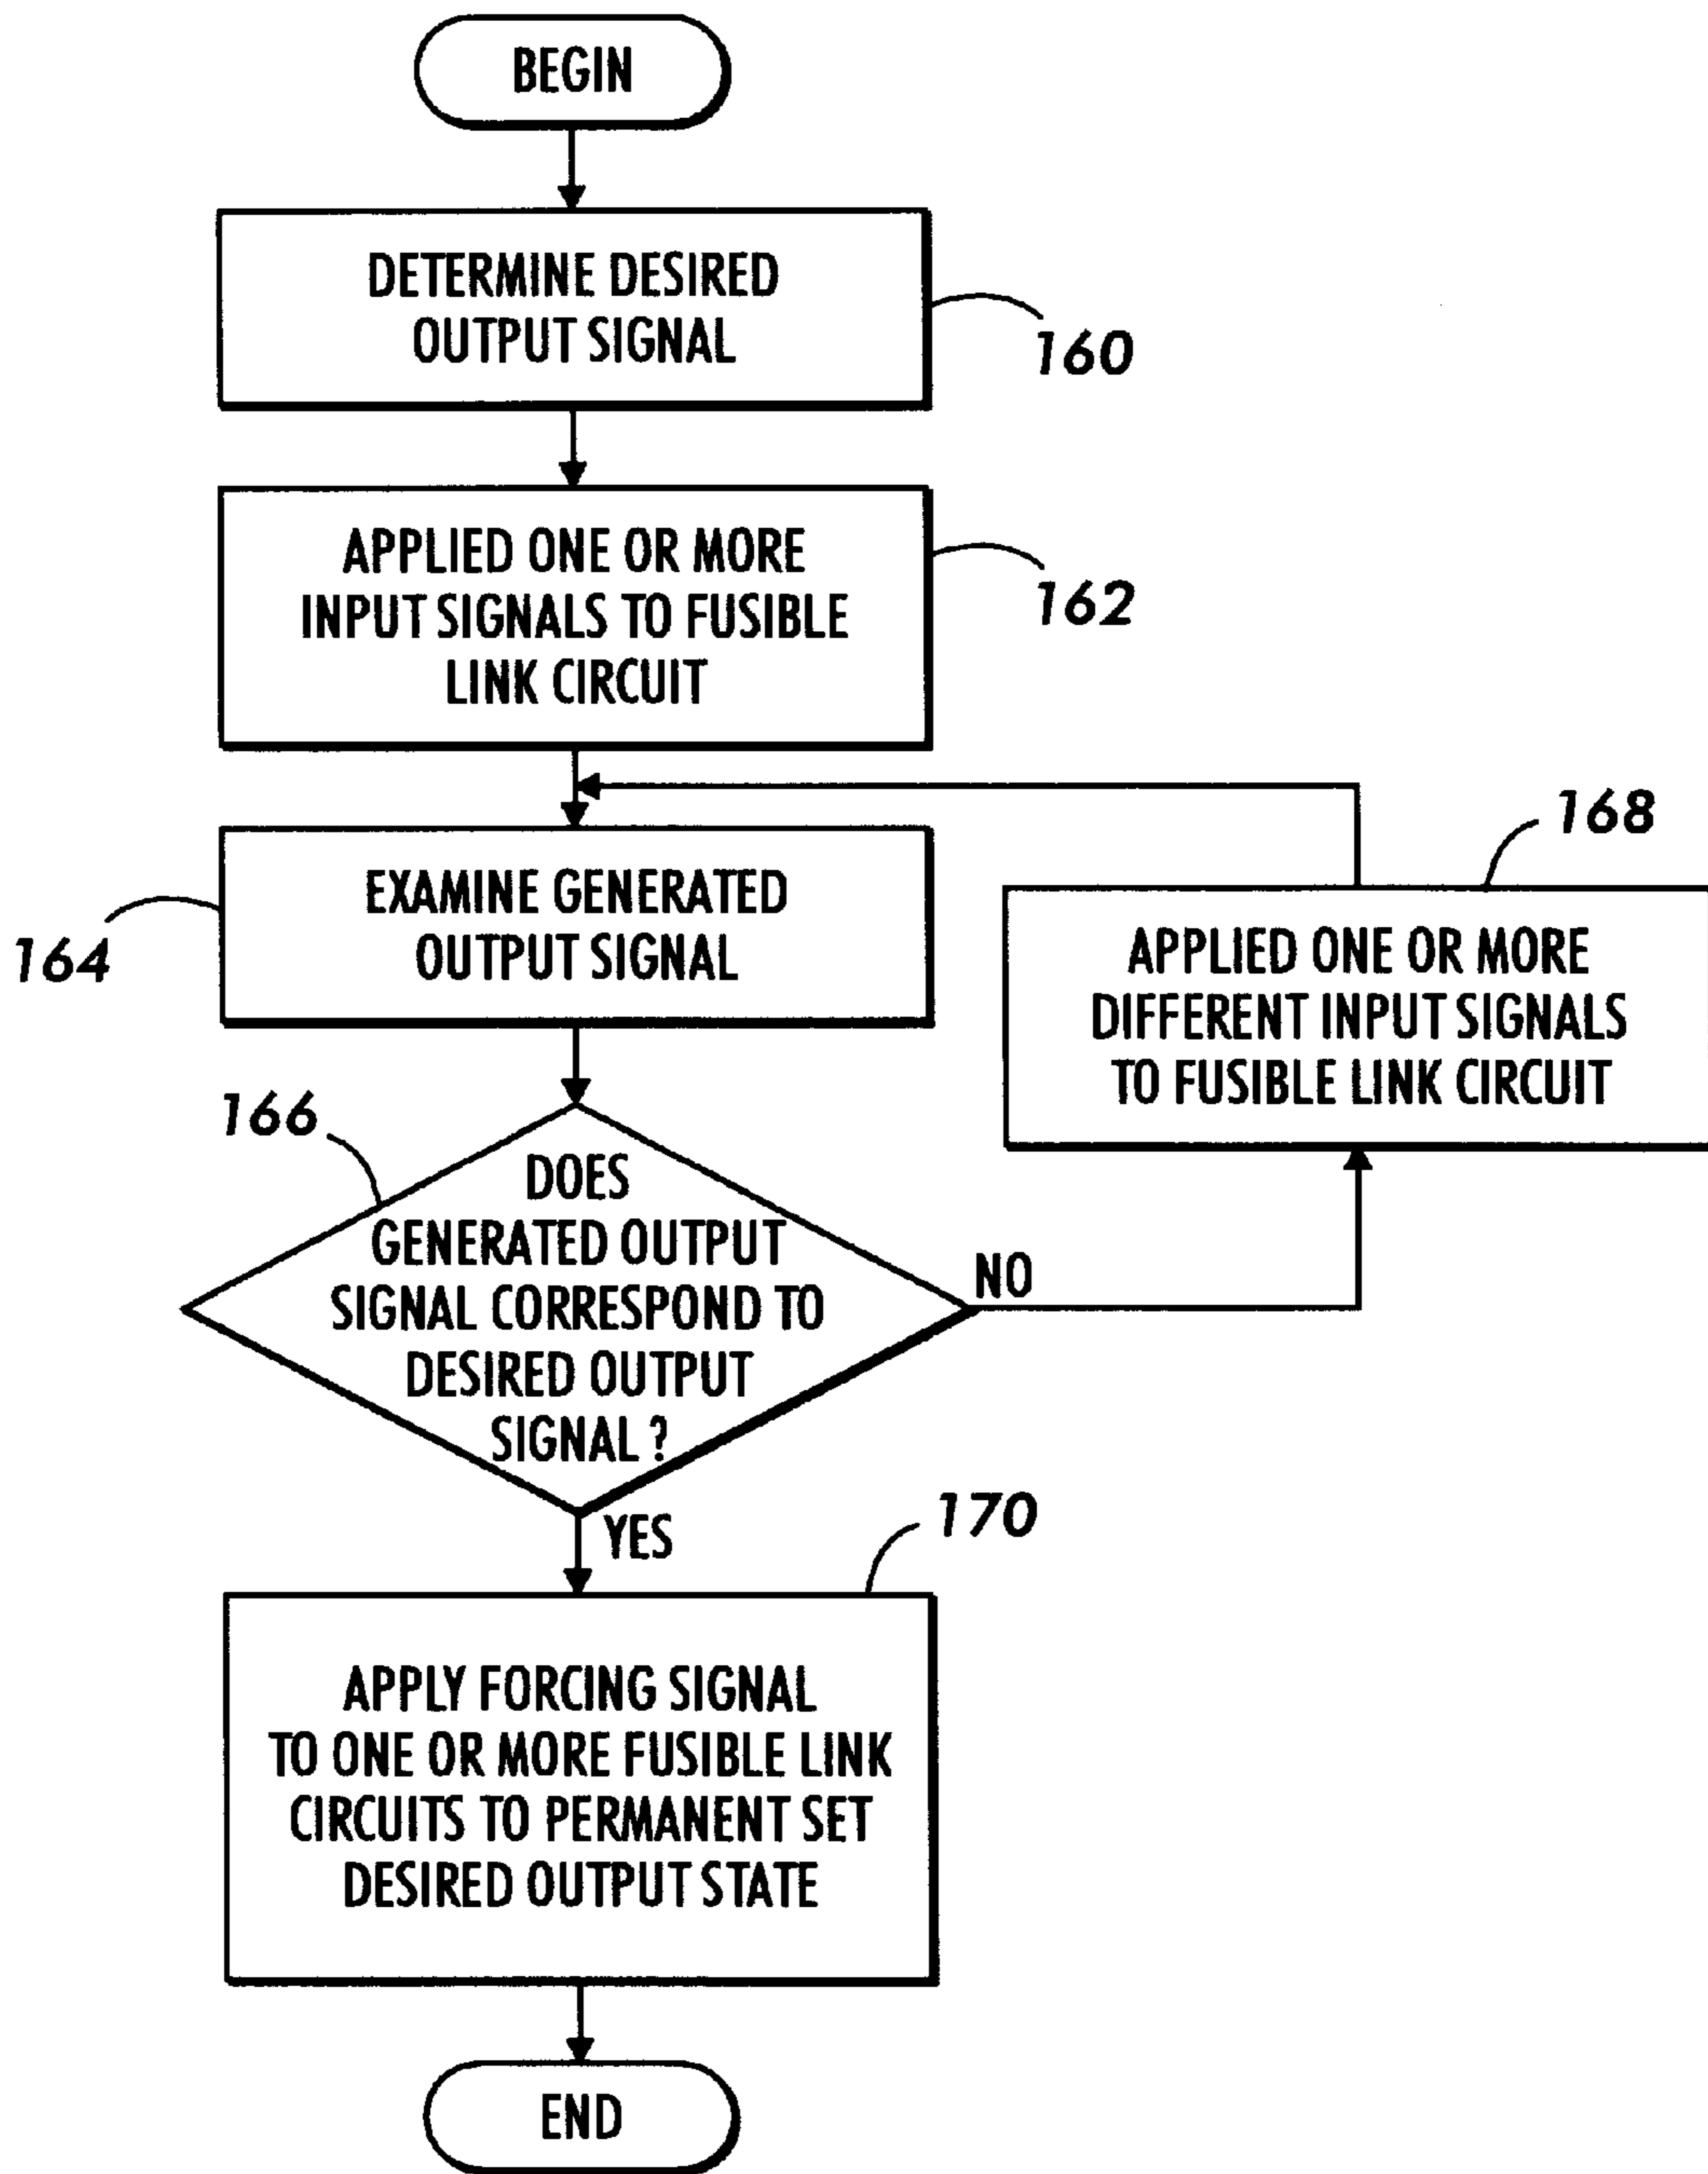 BEGIN
DETERMINE DESIRED
OUTPUT SIGNAL
160
APPLIED ONE OR MORE
INPUT SIGNALS TO FUSIBLE
LINK CIRCUIT
162
EXAMINE GENERATED
OUTPUT SIGNAL
164
168
APPLIED ONE OR MORE
DIFFERENT INPUT SIGNALS
TO FUSIBLE LINK CIRCUIT
166
DOES
GENERATED OUTPUT
SIGNAL CORRESPOND TO
DESIRED OUTPUT
SIGNAL ?
NO
YES
170
APPLY FORCING SIGNAL
TO ONE OR MORE FUSIBLE LINK
CIRCUITS TO PERMANENT SET
DESIRED OUTPUT STATE
END